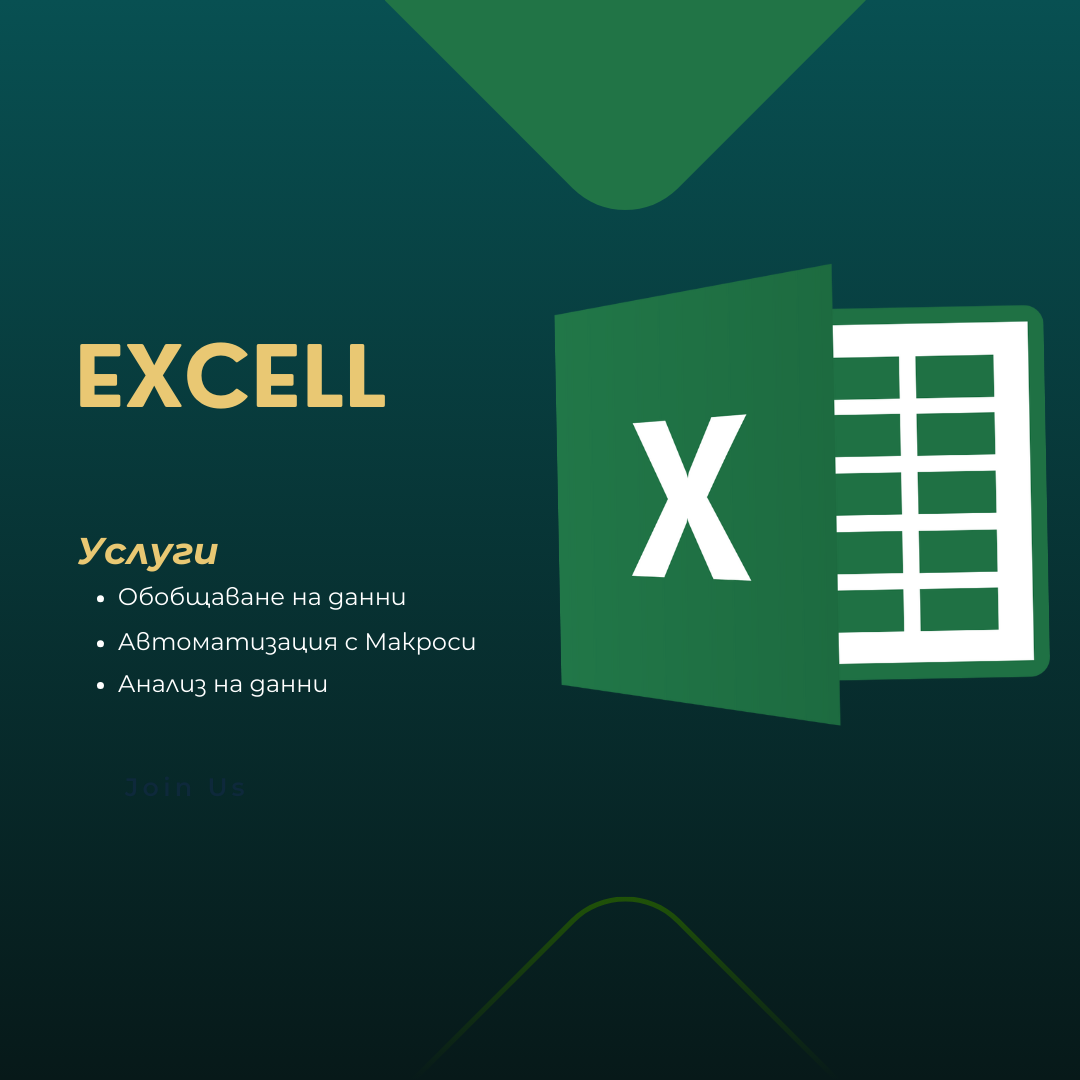 EXCELL
X
Услуги
Обобщаване на данни
Автоматизация с Макроси
Анализ на данни
Join Us